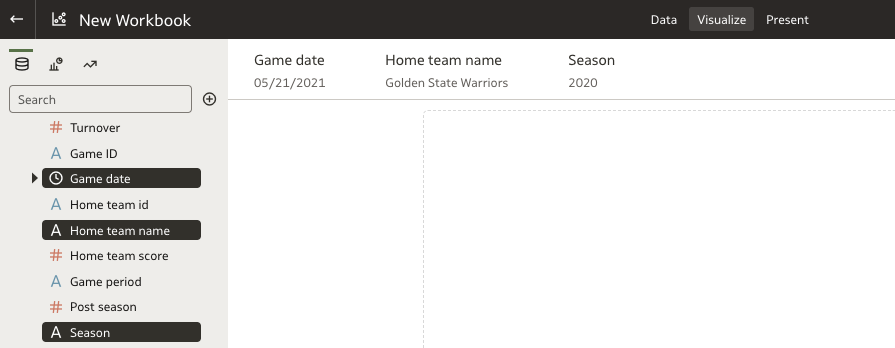 New Workbook
Data Visualize Present
Search
# Turnover
A Game ID
Game date
A Home team id
A Home team name
# Home team score
A Game period
# Post season
A Season
Game date Home team name Season
05/21/2021 Golden State Warriors 2020